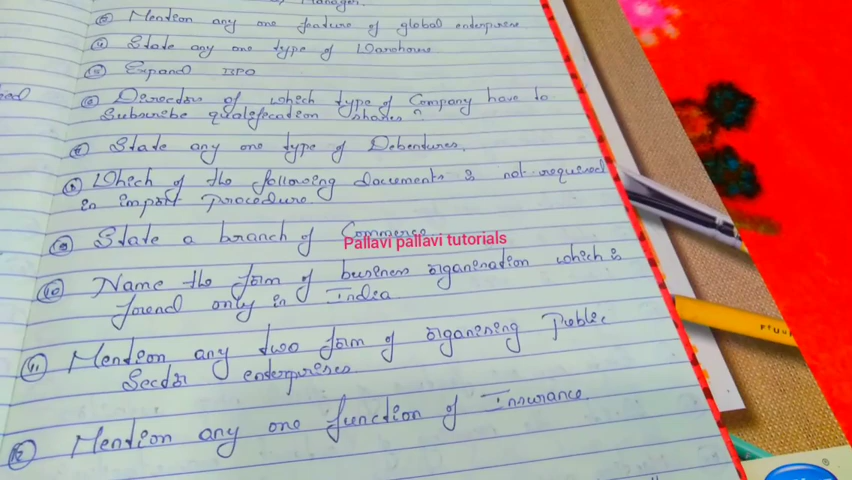 Manager.
③ Mention any one feature of global enterprise
④ State any one type of Warehouse
⑤ Expand BPO
⑥ Directors of which type of Company have to
Subscribe qualification shares?
⑦ State any one type of Debentures.
⑧ Which of the following documents is not required
in import Procedure
⑨ State a branch of Commerce
Pallavi pallavi tutorials
⑩ Name the form of business organisation which is
found only in India
⑪ Mention any two form of organising Public
Sector enterprises
⑫ Mention any one function of Insurance.